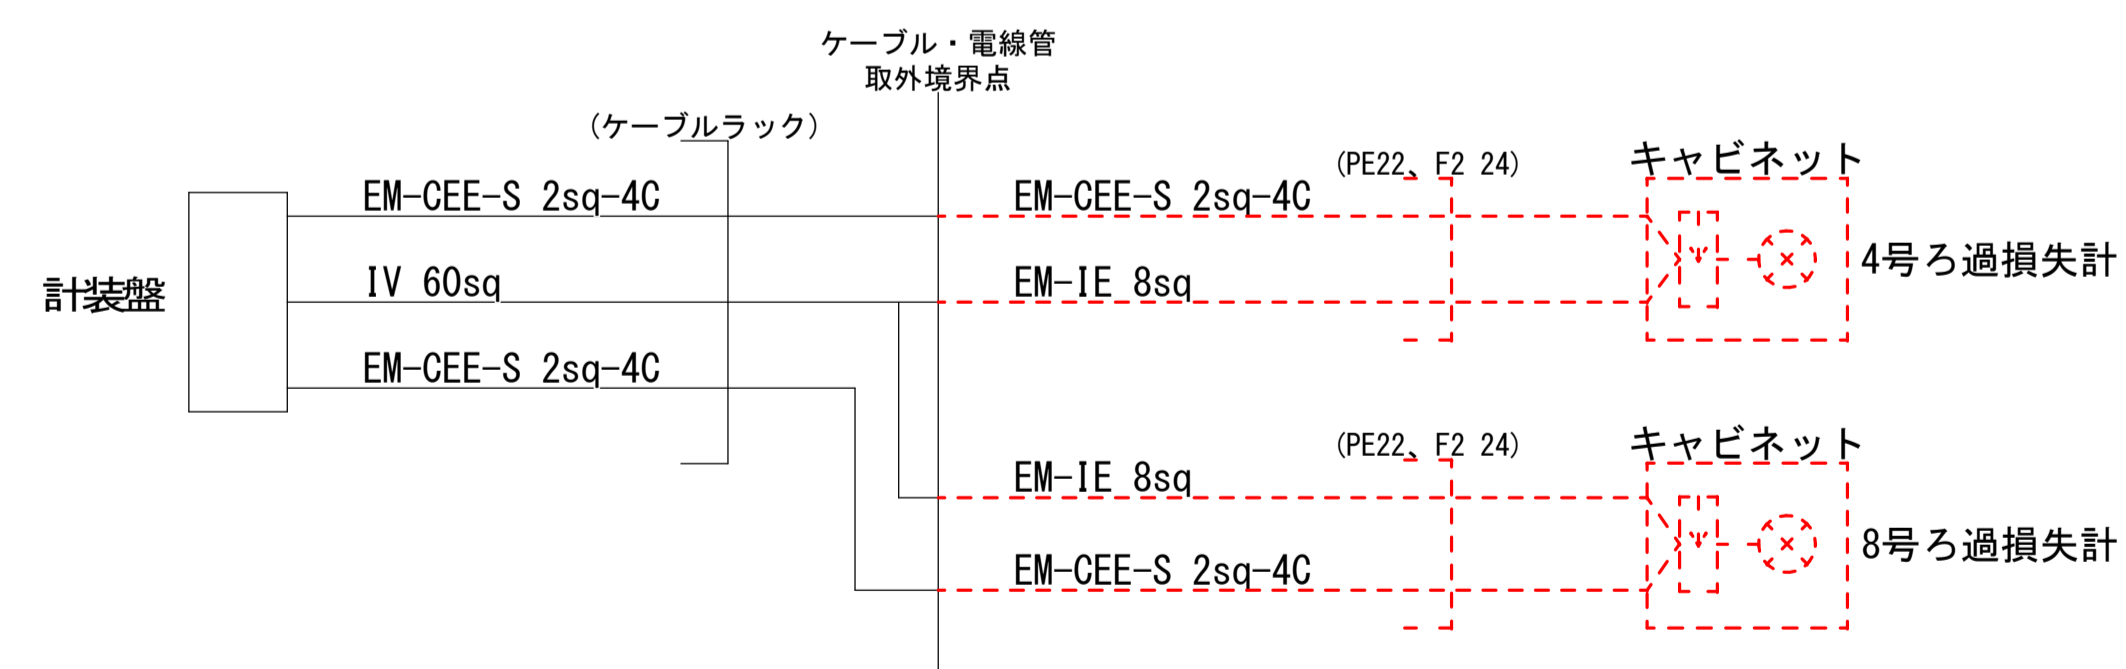 ケーブル・電線管
取外境界点
(ケーブルラック)
(PE22、F2 24)
キャビネット
EM-CEE-S 2sq-4C
EM-CEE-S 2sq-4C
4号ろ過損失計
IV 60sq
EM-IE 8sq
計装盤
EM-CEE-S 2sq-4C
(PE22、F2 24)
キャビネット
EM-IE 8sq
8号ろ過損失計
EM-CEE-S 2sq-4C